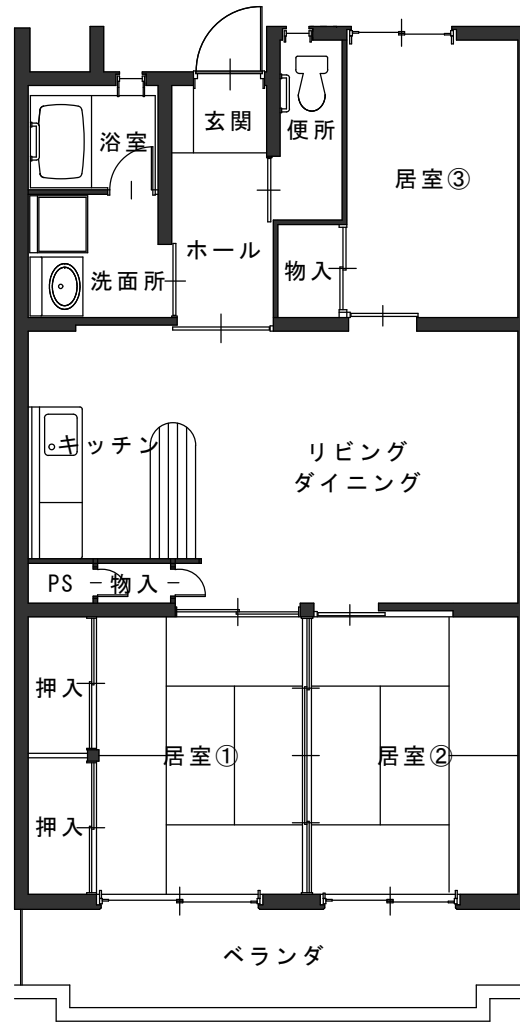 玄関
便所
浴室
居室③
ホール
物入
洗面所
キッチン
リビング
ダイニング
PS
物入
押入
居室①
居室②
押入
ベランダ